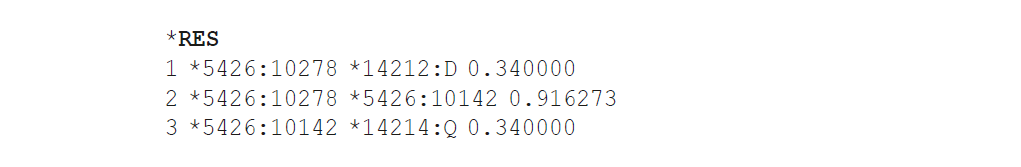 *RES
1 *5426:10278 *14212:D 0.340000
2 *5426:10278 *5426:10142 0.916273
3 *5426:10142 *14214:Q 0.340000